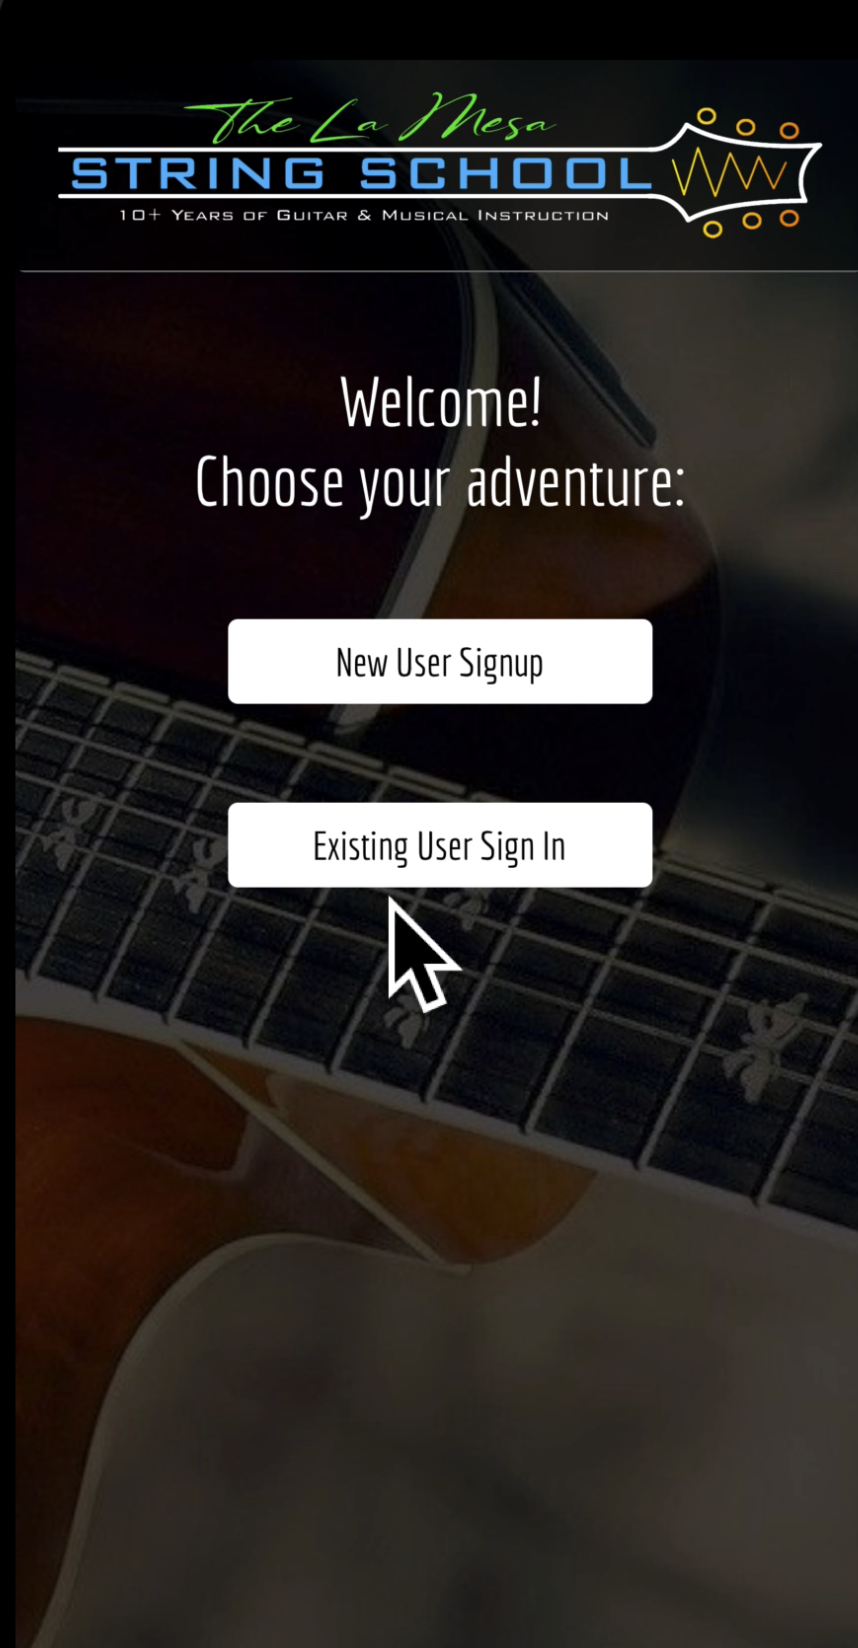 The La Mesa
STRING SCHOOL
10+ Years of Guitar & Musical Instruction
Welcome!
Choose your adventure:
New User Signup
Existing User Sign In